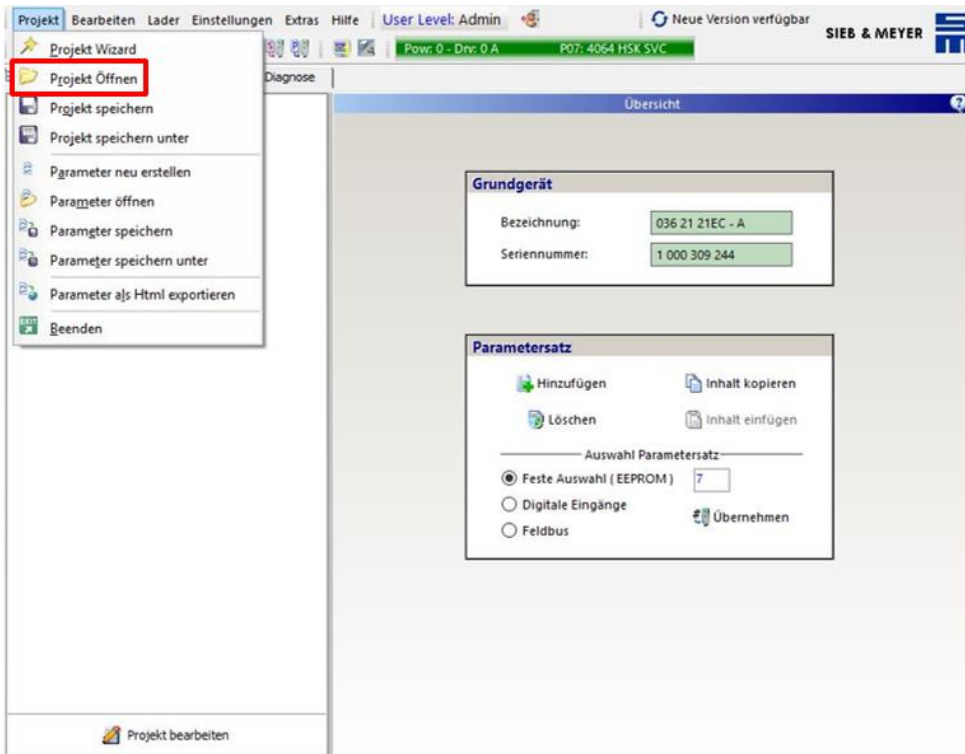 Projekt Bearbeiten Lader Einstellungen Extras Hilfe User Level: Admin Neue Version verfügbar
SIEB & MEYER
Pow: 0 - Drv: 0 A P07: 4064 HSK SVC
Diagnose
Projekt Wizard
Projekt Öffnen
Projekt speichern
Projekt speichern unter
Parameter neu erstellen
Parameter öffnen
Parameter speichern
Parameter speichern unter
Parameter als Html exportieren
EXIT Beenden
Übersicht ?
Grundgerät
Bezeichnung: 036 21 21EC - A
Seriennummer: 1 000 309 244
Parametersatz
Hinzufügen Inhalt kopieren
Löschen Inhalt einfügen
Auswahl Parametersatz
Feste Auswahl ( EEPROM ) 7
Digitale Eingänge
Übernehmen
Feldbus
Projekt bearbeiten